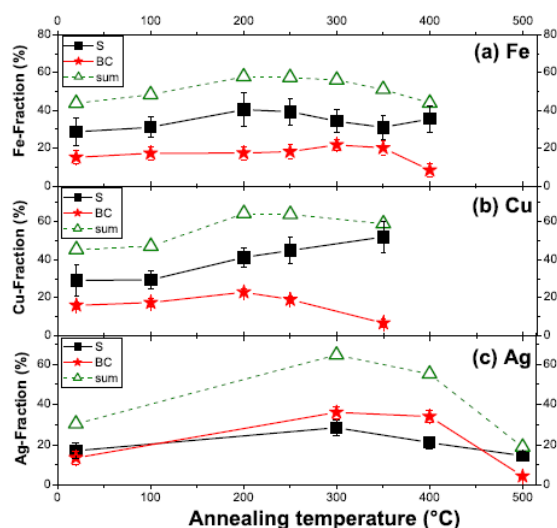 0 100 200 300 400 500
80 S (a) Fe 80
BC
60 sum 60
40 40
20 20
0 0
Fe-Fraction (%)
S (b) Cu
BC
60 sum 60
40 40
20 20
0 0
Cu-Fraction (%)
S (c) Ag
BC
60 sum 60
40 40
20 20
0 0
Ag-Fraction (%)
0 100 200 300 400 500
Annealing temperature (°C)